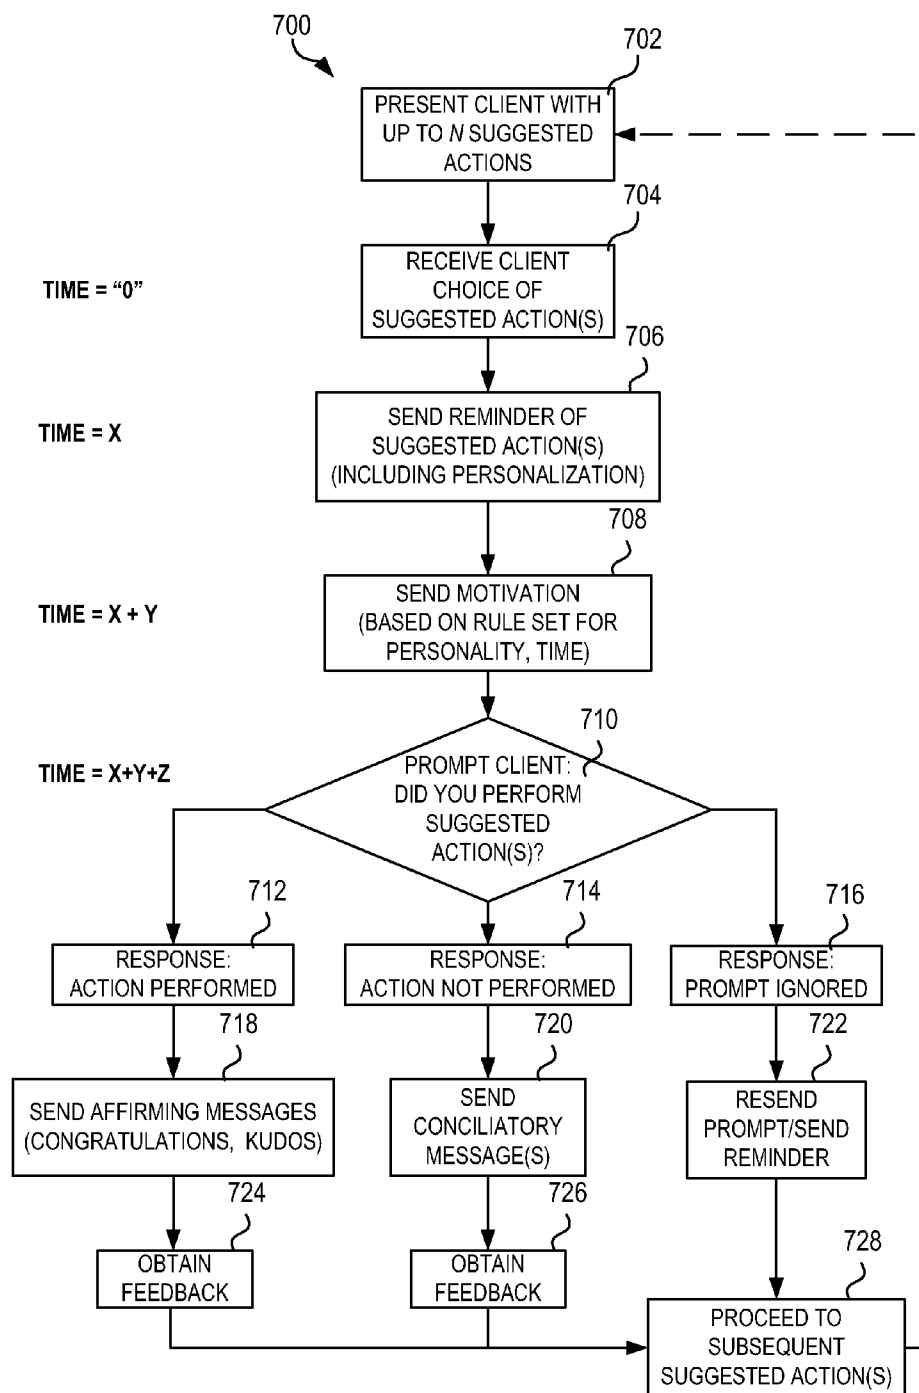 700
702
PRESENT CLIENT WITH
UP TO N SUGGESTED
ACTIONS
704
RECEIVE CLIENT
CHOICE OF
SUGGESTED ACTION(S)
TIME = “0”
706
SEND REMINDER OF
SUGGESTED ACTION(S)
(INCLUDING PERSONALIZATION)
TIME = X
708
SEND MOTIVATION
(BASED ON RULE SET FOR
PERSONALITY, TIME)
TIME = X + Y
710
PROMPT CLIENT:
DID YOU PERFORM
SUGGESTED
ACTION(S)?
TIME = X+Y+Z
712
RESPONSE:
ACTION PERFORMED
714
RESPONSE:
ACTION NOT PERFORMED
716
RESPONSE:
PROMPT IGNORED
718
SEND AFFIRMING MESSAGES
(CONGRATULATIONS, KUDOS)
720
SEND
CONCILIATORY
MESSAGE(S)
722
RESEND
PROMPT/SEND
REMINDER
724
OBTAIN
FEEDBACK
726
OBTAIN
FEEDBACK
728
PROCEED TO
SUBSEQUENT
SUGGESTED ACTION(S)